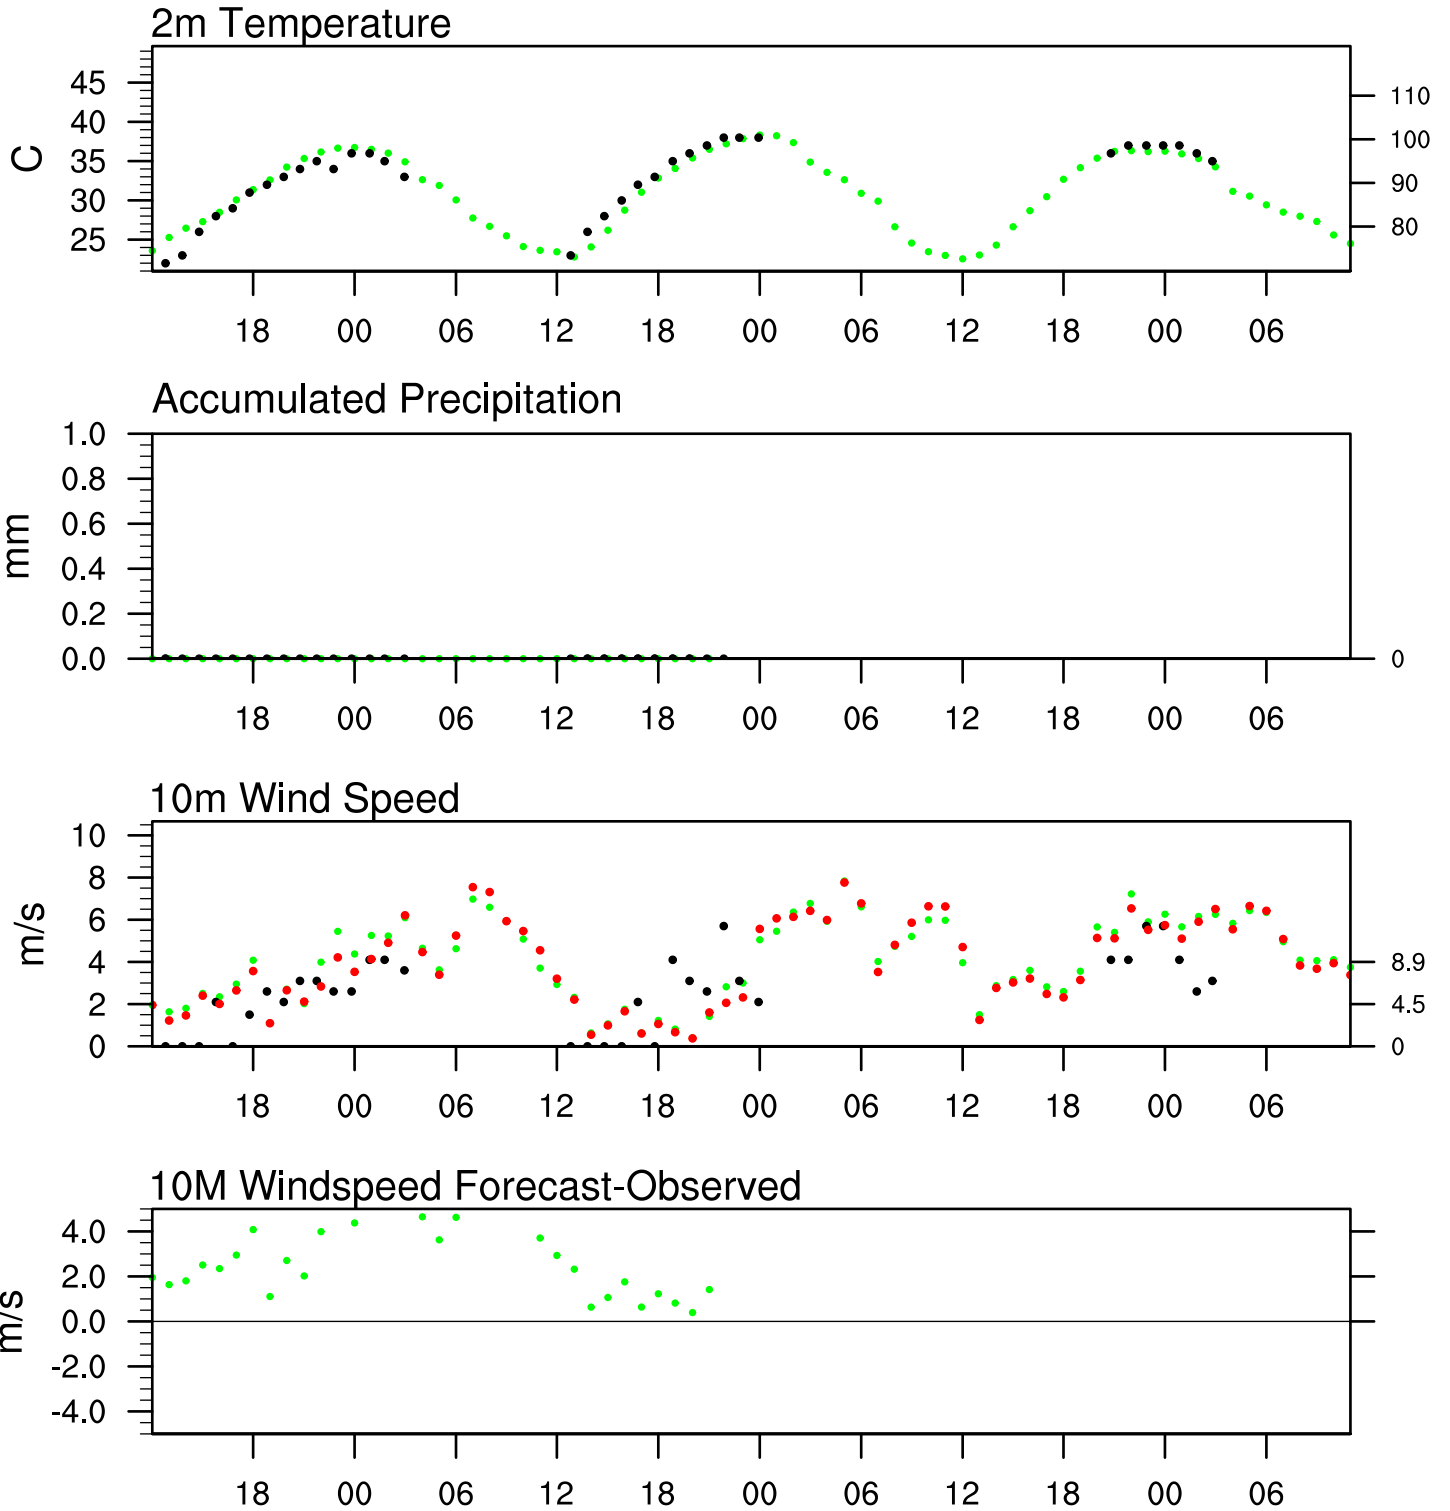 2m Temperature
45
40
35
30
25
C
110
100
90
80
18 00 06 12 18 00 06 12 18 00 06
Accumulated Precipitation
1.0
0.8
0.6
0.4
0.2
0.0
mm
0
18 00 06 12 18 00 06 12 18 00 06
10m Wind Speed
10
8
6
4
2
0
m/s
8.9
4.5
0
18 00 06 12 18 00 06 12 18 00 06
10M Windspeed Forecast-Observed
4.0
2.0
0.0
-2.0
-4.0
m/s
18 00 06 12 18 00 06 12 18 00 06